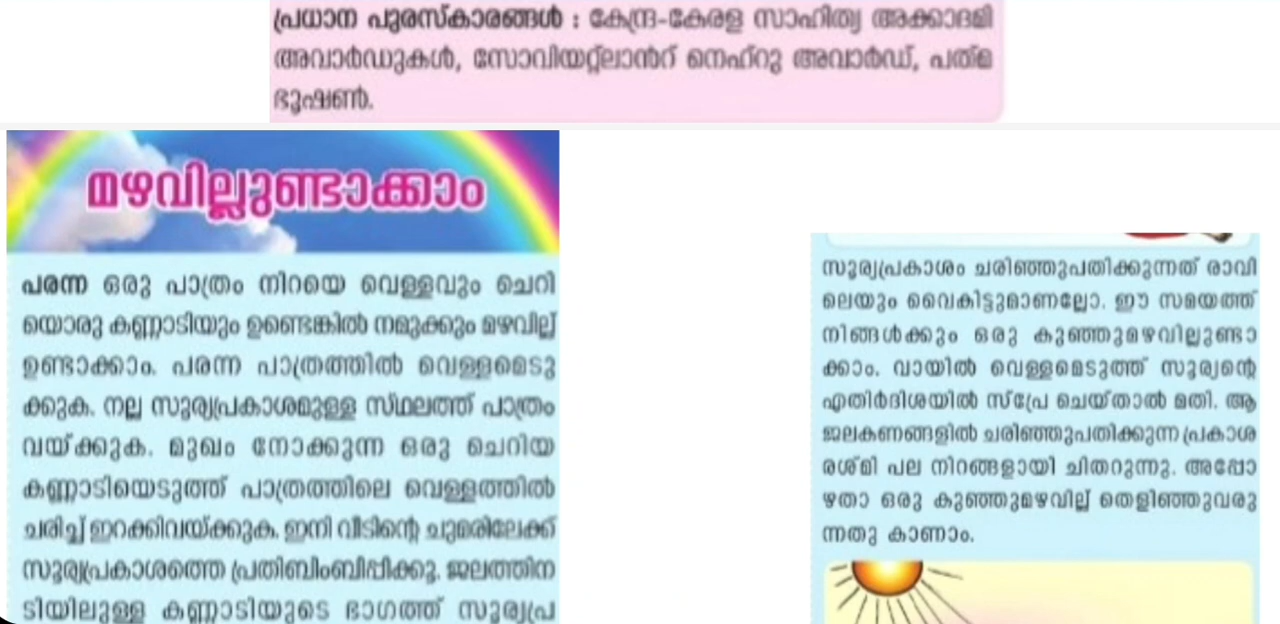 പ്രധാന പുരസ്കാരങ്ങൾ : കേന്ദ്ര-കേരള സാഹിത്യ അക്കാദമി
അവാർഡുകൾ, സോവിയറ്റ്ലാൻറ് നെഹ്റു അവാർഡ്, പത്മ
ഭൂഷൺ.
മഴവില്ലുണ്ടാക്കാം
പരന്ന ഒരു പാത്രം നിറയെ വെള്ളവും ചെറി
യൊരു കണ്ണാടിയും ഉണ്ടെങ്കിൽ നമുക്കും മഴവില്ല്
ഉണ്ടാക്കാം. പരന്ന പാത്രത്തിൽ വെള്ളമെടു
ക്കുക. നല്ല സൂര്യപ്രകാശമുള്ള സ്ഥലത്ത് പാത്രം
വയ്ക്കുക. മുഖം നോക്കുന്ന ഒരു ചെറിയ
കണ്ണാടിയെടുത്ത് പാത്രത്തിലെ വെള്ളത്തിൽ
ചരിച്ച് ഇറക്കിവയ്ക്കുക. ഇനി വീടിന്റെ ചുമരിലേക്ക്
സൂര്യപ്രകാശത്തെ പ്രതിബിംബിപ്പിക്കൂ. ജലത്തിന
ടിയിലുള്ള കണ്ണാടിയുടെ ഭാഗത്ത് സൂര്യപ്ര
സൂര്യപ്രകാശം ചരിഞ്ഞുപതിക്കുന്നത് രാവി
ലെയും വൈകിട്ടുമാണല്ലോ. ഈ സമയത്ത്
നിങ്ങൾക്കും ഒരു കുഞ്ഞുമഴവില്ലുണ്ടാ
ക്കാം. വായിൽ വെള്ളമെടുത്ത് സൂര്യന്റെ
എതിർദിശയിൽ സ്പ്രേ ചെയ്താൽ മതി. ആ
ജലകണങ്ങളിൽ ചരിഞ്ഞുപതിക്കുന്ന പ്രകാശ
രശ്മി പല നിറങ്ങളായി ചിതറുന്നു. അപ്പോ
ഴതാ ഒരു കുഞ്ഞുമഴവില്ല് തെളിഞ്ഞുവരു
ന്നതു കാണാം.